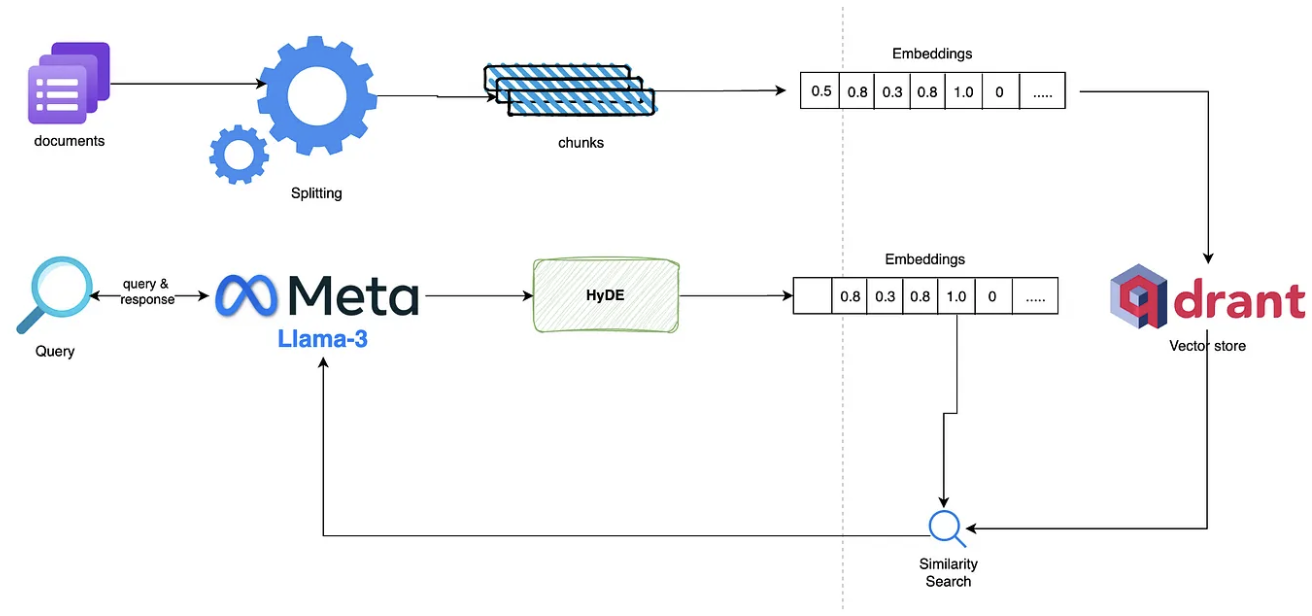 Embeddings
0.5 0.8 0.3 0.8 1.0 0 .....
documents
chunks
Splitting
query &
response
Meta
Llama-3
HyDE
Embeddings
0.8 0.3 0.8 1.0 0 .....
qdrant
Vector store
Query
Similarity
Search